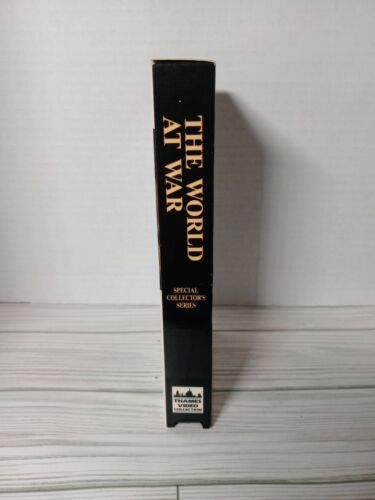 THE WORLD
AT WAR
SPECIAL
COLLECTOR'S
SERIES
THAMES
VIDEO
COLLECTION